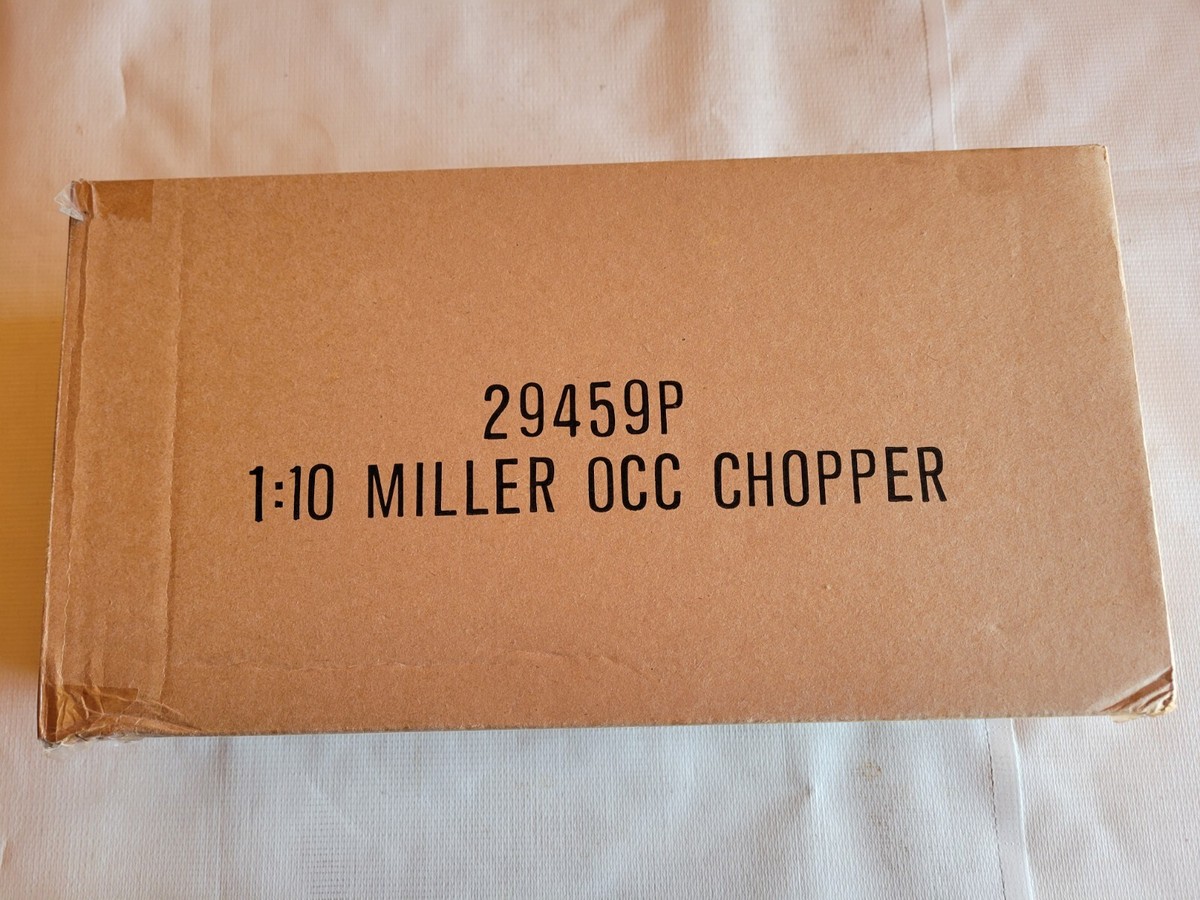 29459P
1:10 MILLER OCC CHOPPER